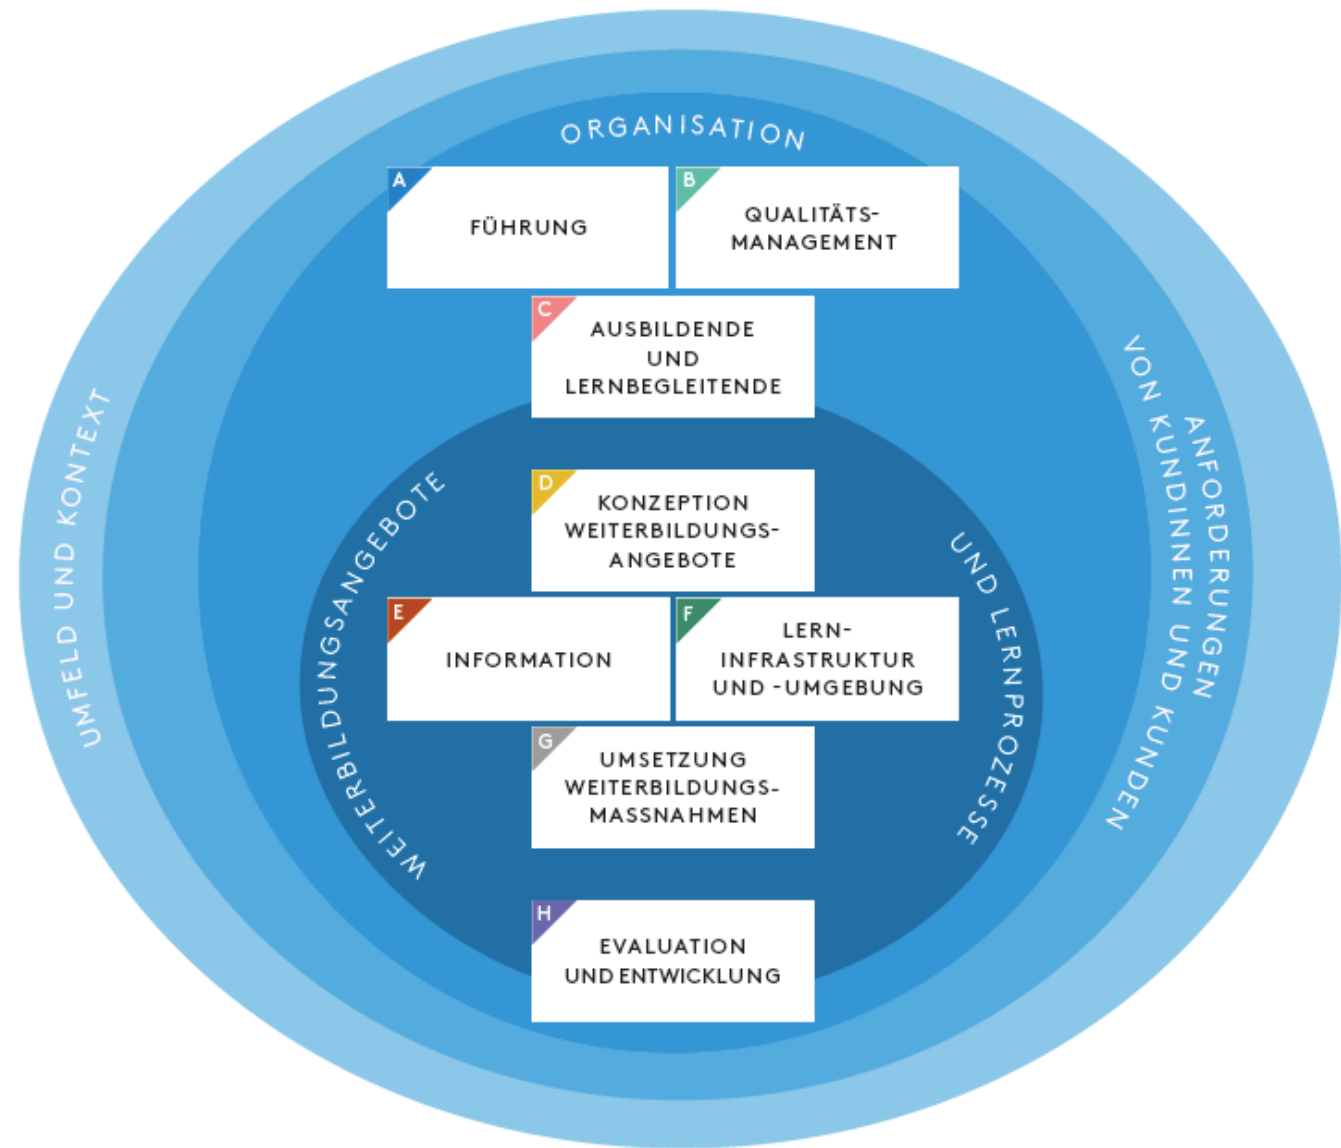 ORGANISATION
A
FÜHRUNG
B
QUALITÄTS-
MANAGEMENT
C
AUSBILDENDE
UND
LERNBEGLEITENDE
UMFELD UND KONTEXT
ANFORDERUNGEN
VON KUNDINNEN UND KUNDEN
WEITERBILDUNGSANGEBOTE
UND LERNPROZESSE
D
KONZEPTION
WEITERBILDUNGS-
ANGEBOTE
E
INFORMATION
F
LERN-
INFRASTRUKTUR
UND -UMGEBUNG
G
UMSETZUNG
WEITERBILDUNGS-
MASSNAHMEN
H
EVALUATION
UND ENTWICKLUNG